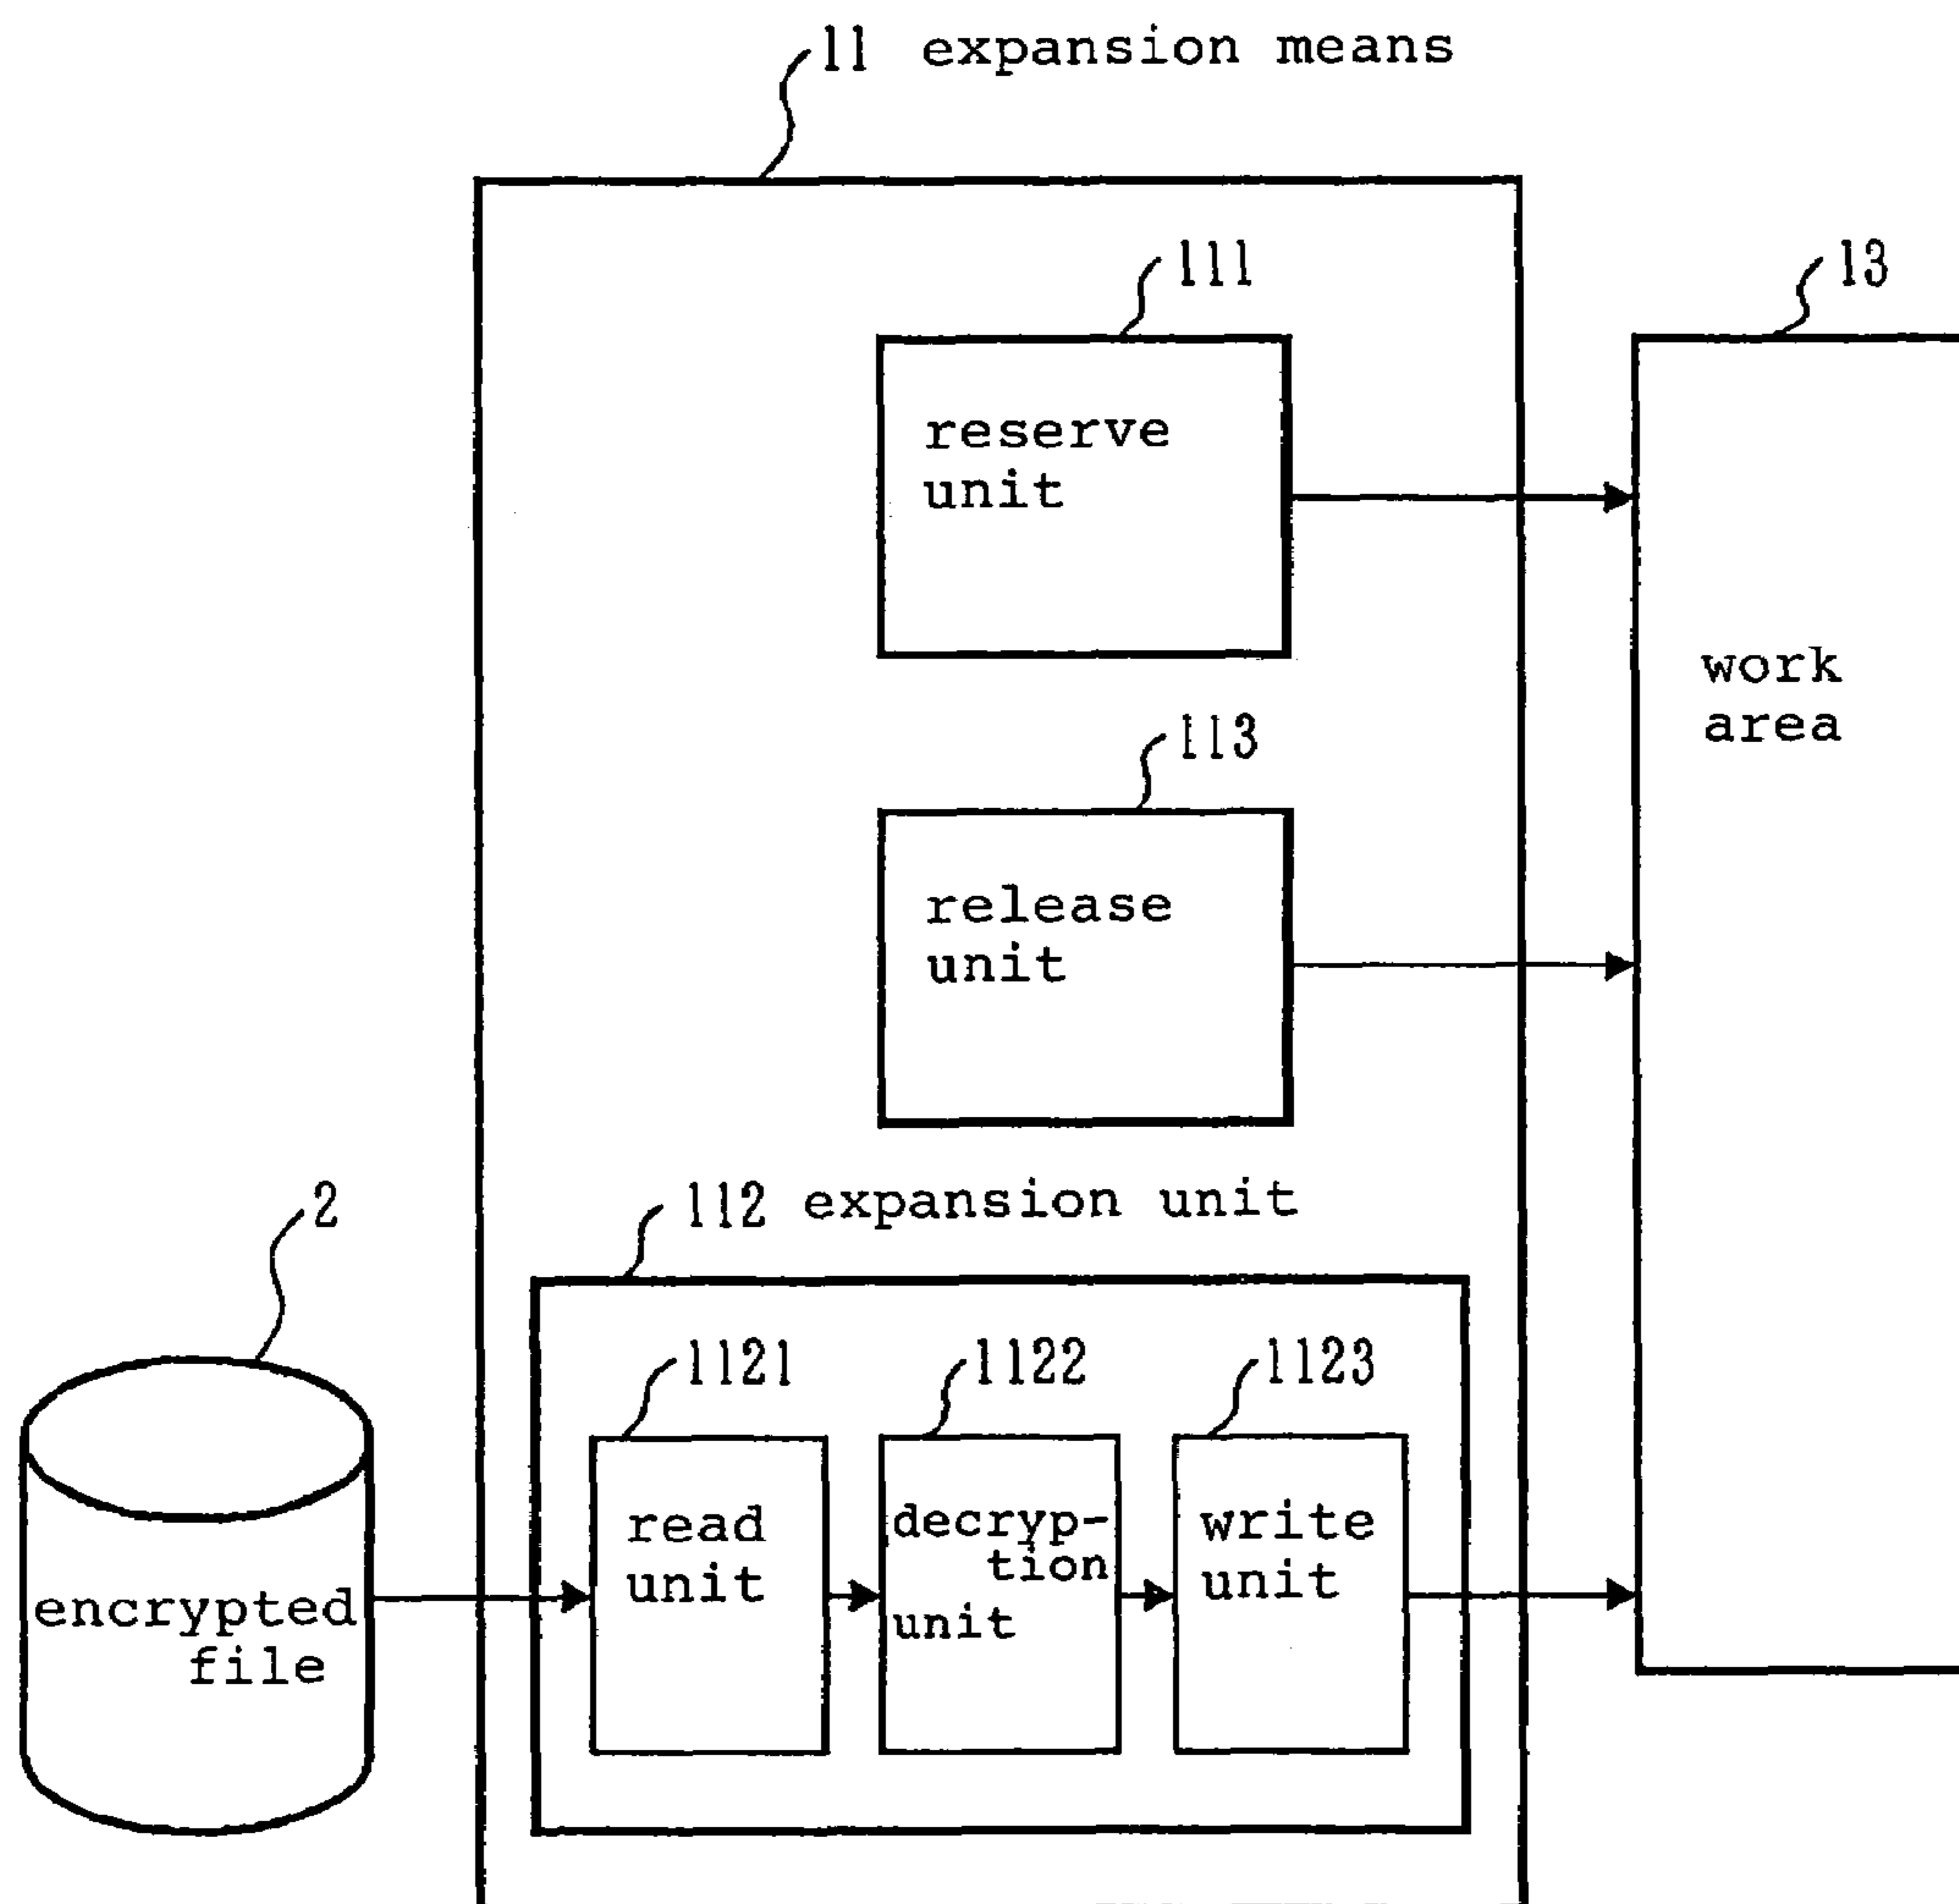 11 expansion means
111
13
reserve
unit
work
area
113
release
unit
2
112 expansion unit
1121
1122
1123
read
unit
decryp-
tion
unit
write
unit
encrypted
file